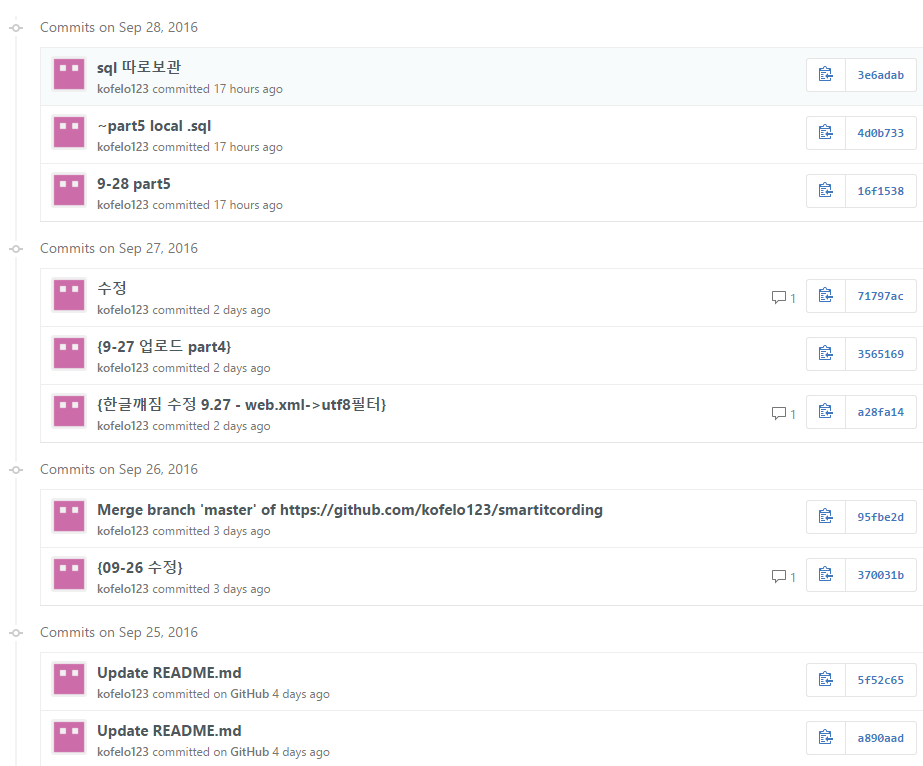 Commits on Sep 28, 2016
sql 따로보관
kofelo123 committed 17 hours ago
3e6adab
~part5 local .sql
kofelo123 committed 17 hours ago
4d0b733
9-28 part5
kofelo123 committed 17 hours ago
16f1538
Commits on Sep 27, 2016
수정
kofelo123 committed 2 days ago
1
71797ac
{9-27 업로드 part4}
kofelo123 committed 2 days ago
3565169
{한글꺠짐 수정 9.27 - web.xml->utf8필터}
kofelo123 committed 2 days ago
1
a28fa14
Commits on Sep 26, 2016
Merge branch 'master' of https://github.com/kofelo123/smartitcording
kofelo123 committed 3 days ago
95fbe2d
{09-26 수정}
kofelo123 committed 3 days ago
1
370031b
Commits on Sep 25, 2016
Update README.md
kofelo123 committed on GitHub 4 days ago
5f52c65
Update README.md
kofelo123 committed on GitHub 4 days ago
a890aad